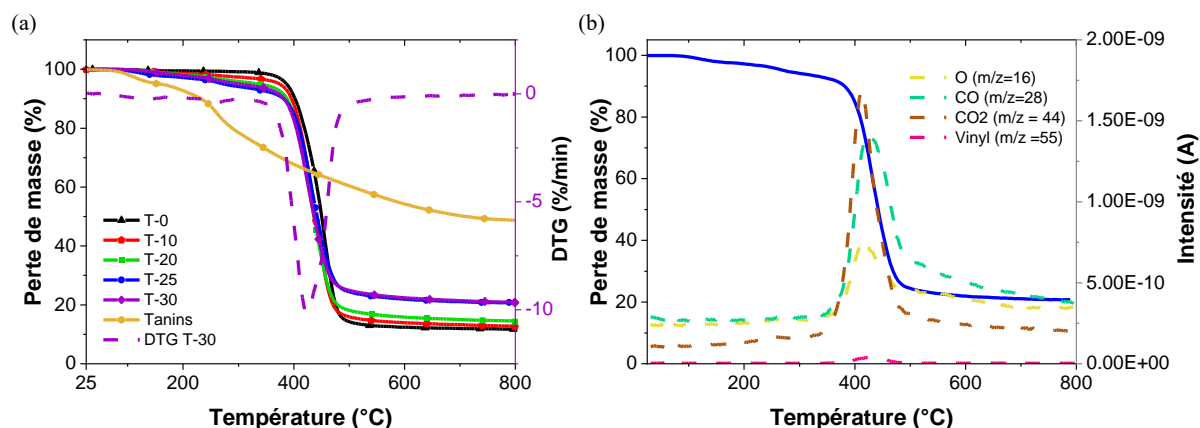 (a)
100
80
60
40
20
0
Perte de masse (%)
T-0
T-10
T-20
T-25
T-30
Tanins
DTG T-30
0
-5
-10
DTG (%/min)
25
200
400
600
800
Température (°C)
(b)
100
80
60
40
20
0
Perte de masse (%)
O (m/z=16)
CO (m/z=28)
CO2 (m/z = 44)
Vinyl (m/z =55)
2.00E-09
1.50E-09
1.00E-09
5.00E-10
0.00E+00
Intensité (A)
200
400
600
800
Température (°C)